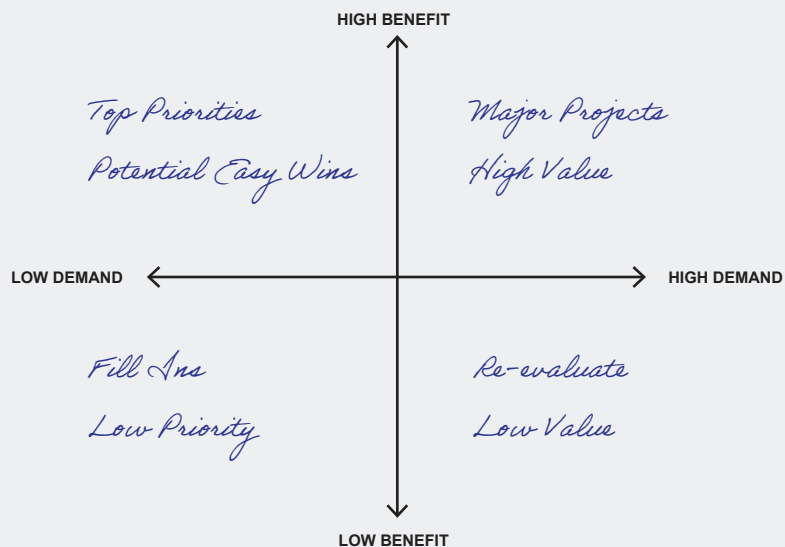 HIGH BENEFIT
Top Priorities
Potential Easy Wins
Major Projects
High Value
LOW DEMAND
HIGH DEMAND
Fill Ins
Low Priority
Re-evaluate
Low Value
LOW BENEFIT